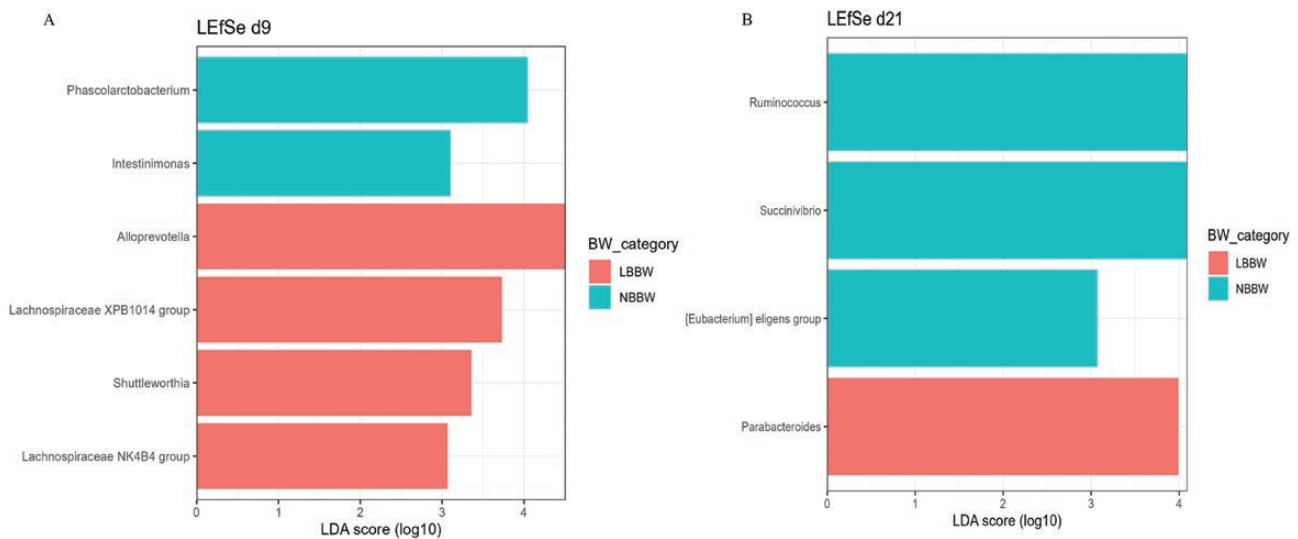 A
LEfSe d9
Phascolarctobacterium
Intestinimonas
Alloprevotella
Lachnospiraceae XPB1014 group
Shuttleworthia
Lachnospiraceae NK4B4 group
0 1 2 3 4
LDA score (log10)
BW_category
LBBW
NBBW
B
LEfSe d21
Ruminococcus
Succinivibrio
[Eubacterium] eligens group
Parabacteroides
0 1 2 3 4
LDA score (log10)
BW_category
LBBW
NBBW